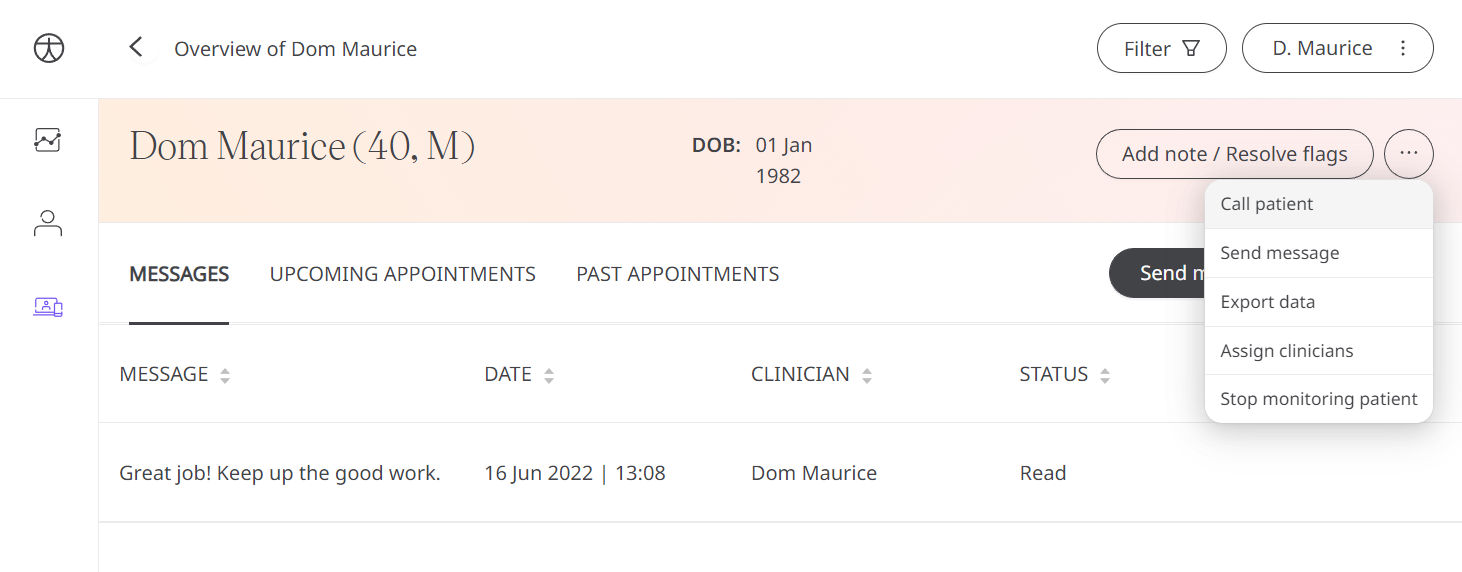 Overview of Dom Maurice
Filter
D. Maurice
Dom Maurice (40, M)
DOB: 01 Jan
1982
Add note / Resolve flags
Call patient
Send message
Export data
Assign clinicians
Stop monitoring patient
MESSAGES UPCOMING APPOINTMENTS PAST APPOINTMENTS
Send
MESSAGE DATE CLINICIAN STATUS
Great job! Keep up the good work. 16 Jun 2022 | 13:08 Dom Maurice Read